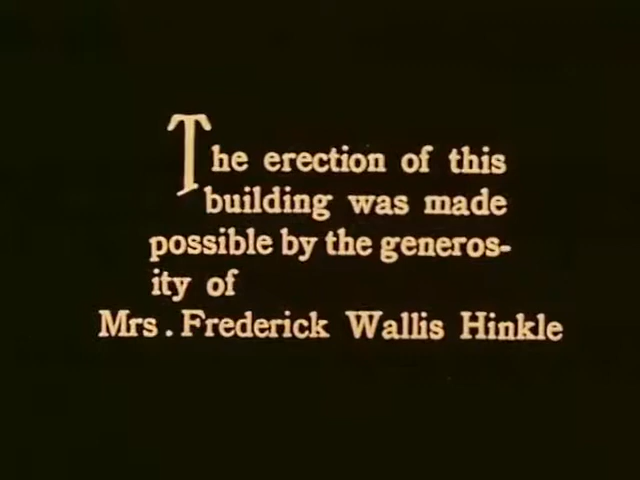 The erection of this
building was made
possible by the generos-
ity of
Mrs. Frederick Wallis Hinkle